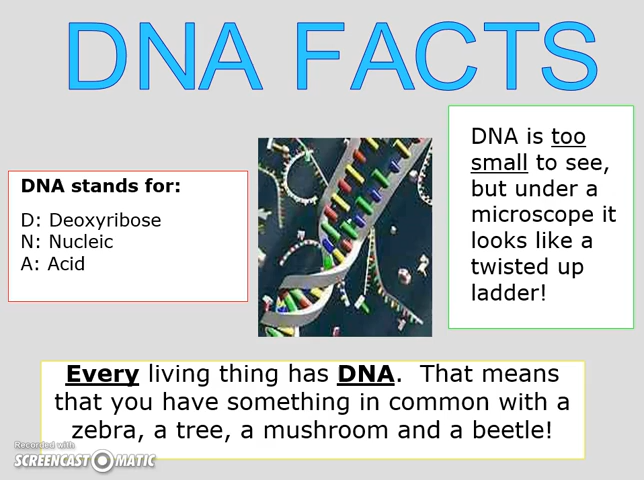 DNA FACTS
DNA stands for:
D: Deoxyribose
N: Nucleic
A: Acid
DNA is too
small to see,
but under a
microscope it
looks like a
twisted up
ladder!
Every living thing has DNA. That means
that you have something in common with a
zebra, a tree, a mushroom and a beetle!
Recorded with
SCREENCAST-O-MATIC